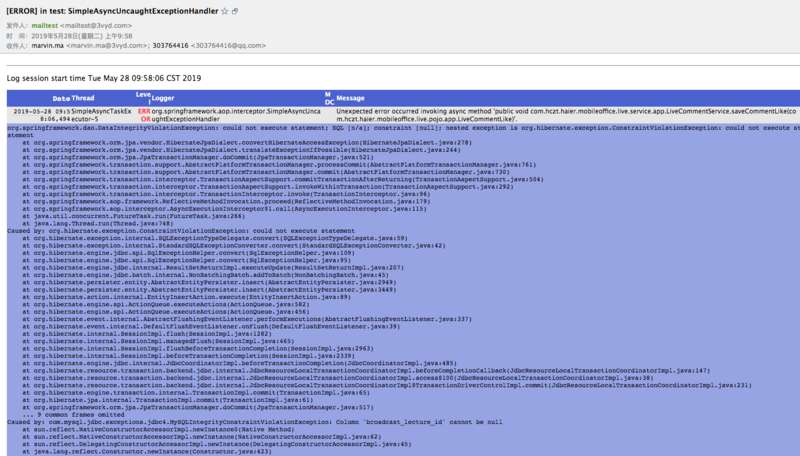 [ERROR] in test: SimpleAsyncUncaughtExceptionHandler
发件人: mailtest <mailtest@3vyd.com>
时 间: 2019年5月28日(星期二) 上午9:58
收件人: marvin.ma <marvin.ma@3vyd.com>; 303764416 <303764416@qq.com>
Log session start time Tue May 28 09:58:06 CST 2019
Date Thread Level Logger MDC Message
2019-05-28 09:58:06,494 SimpleAsyncTaskExecutor-5 ERROR org.springframework.aop.interceptor.SimpleAsyncUncaughtExceptionHandler Unexpected error occurred invoking async method 'public void com.hczt.haier.mobileoffice.live.service.app.LiveCommentService.saveCommentLike(com.hczt.haier.mobileoffice.live.pojo.app.LiveCommentLike)'.
org.springframework.dao.DataIntegrityViolationException: could not execute statement; SQL [n/a]; constraint [null]; nested exception is org.hibernate.exception.ConstraintViolationException: could not execute statement
at org.springframework.orm.jpa.vendor.HibernateJpaDialect.convertHibernateAccessException(HibernateJpaDialect.java:278)
at org.springframework.orm.jpa.vendor.HibernateJpaDialect.translateExceptionIfPossible(HibernateJpaDialect.java:244)
at org.springframework.orm.jpa.JpaTransactionManager.doCommit(JpaTransactionManager.java:521)
at org.springframework.transaction.support.AbstractPlatformTransactionManager.processCommit(AbstractPlatformTransactionManager.java:761)
at org.springframework.transaction.support.AbstractPlatformTransactionManager.commit(AbstractPlatformTransactionManager.java:730)
at org.springframework.transaction.interceptor.TransactionAspectSupport.commitTransactionAfterReturning(TransactionAspectSupport.java:504)
at org.springframework.transaction.interceptor.TransactionAspectSupport.invokeWithinTransaction(TransactionAspectSupport.java:292)
at org.springframework.transaction.interceptor.TransactionInterceptor.invoke(TransactionInterceptor.java:96)
at org.springframework.aop.framework.ReflectiveMethodInvocation.proceed(ReflectiveMethodInvocation.java:179)
at org.springframework.aop.interceptor.AsyncExecutionInterceptor$1.call(AsyncExecutionInterceptor.java:115)
at java.util.concurrent.FutureTask.run(FutureTask.java:266)
at java.lang.Thread.run(Thread.java:748)
Caused by: org.hibernate.exception.ConstraintViolationException: could not execute statement
at org.hibernate.exception.internal.SQLExceptionTypeDelegate.convert(SQLExceptionTypeDelegate.java:59)
at org.hibernate.exception.internal.StandardSQLExceptionConverter.convert(StandardSQLExceptionConverter.java:42)
at org.hibernate.engine.jdbc.spi.SqlExceptionHelper.convert(SqlExceptionHelper.java:109)
at org.hibernate.engine.jdbc.spi.SqlExceptionHelper.convert(SqlExceptionHelper.java:95)
at org.hibernate.engine.jdbc.internal.ResultSetReturnImpl.executeUpdate(ResultSetReturnImpl.java:207)
at org.hibernate.engine.jdbc.batch.internal.NonBatchingBatch.addToBatch(NonBatchingBatch.java:45)
at org.hibernate.persister.entity.AbstractEntityPersister.insert(AbstractEntityPersister.java:2949)
at org.hibernate.persister.entity.AbstractEntityPersister.insert(AbstractEntityPersister.java:3449)
at org.hibernate.action.internal.EntityInsertAction.execute(EntityInsertAction.java:89)
at org.hibernate.engine.spi.ActionQueue.executeActions(ActionQueue.java:582)
at org.hibernate.engine.spi.ActionQueue.executeActions(ActionQueue.java:456)
at org.hibernate.event.internal.AbstractFlushingEventListener.performExecutions(AbstractFlushingEventListener.java:337)
at org.hibernate.event.internal.DefaultFlushEventListener.onFlush(DefaultFlushEventListener.java:39)
at org.hibernate.internal.SessionImpl.flush(SessionImpl.java:1282)
at org.hibernate.internal.SessionImpl.managedFlush(SessionImpl.java:465)
at org.hibernate.internal.SessionImpl.flushBeforeTransactionCompletion(SessionImpl.java:2963)
at org.hibernate.internal.SessionImpl.beforeTransactionCompletion(SessionImpl.java:2339)
at org.hibernate.engine.jdbc.internal.JdbcCoordinatorImpl.beforeTransactionCompletion(JdbcCoordinatorImpl.java:485)
at org.hibernate.resource.transaction.backend.jdbc.internal.JdbcResourceLocalTransactionCoordinatorImpl.beforeCompletionCallback(JdbcResourceLocalTransactionCoordinatorImpl.java:147)
at org.hibernate.resource.transaction.backend.jdbc.internal.JdbcResourceLocalTransactionCoordinatorImpl.access$100(JdbcResourceLocalTransactionCoordinatorImpl.java:38)
at org.hibernate.resource.transaction.backend.jdbc.internal.JdbcResourceLocalTransactionCoordinatorImpl$TransactionDriverControlImpl.commit(JdbcResourceLocalTransactionCoordinatorImpl.java:231)
at org.hibernate.engine.transaction.internal.TransactionImpl.commit(TransactionImpl.java:65)
at org.hibernate.jpa.internal.TransactionImpl.commit(TransactionImpl.java:61)
at org.springframework.orm.jpa.JpaTransactionManager.doCommit(JpaTransactionManager.java:517)
... 9 common frames omitted
Caused by: com.mysql.jdbc.exceptions.jdbc4.MySQLIntegrityConstraintViolationException: Column 'broadcast_lecture_id' cannot be null
at sun.reflect.NativeConstructorAccessorImpl.newInstance0(Native Method)
at sun.reflect.NativeConstructorAccessorImpl.newInstance(NativeConstructorAccessorImpl.java:62)
at sun.reflect.DelegatingConstructorAccessorImpl.newInstance(DelegatingConstructorAccessorImpl.java:45)
at java.lang.reflect.Constructor.newInstance(Constructor.java:423)